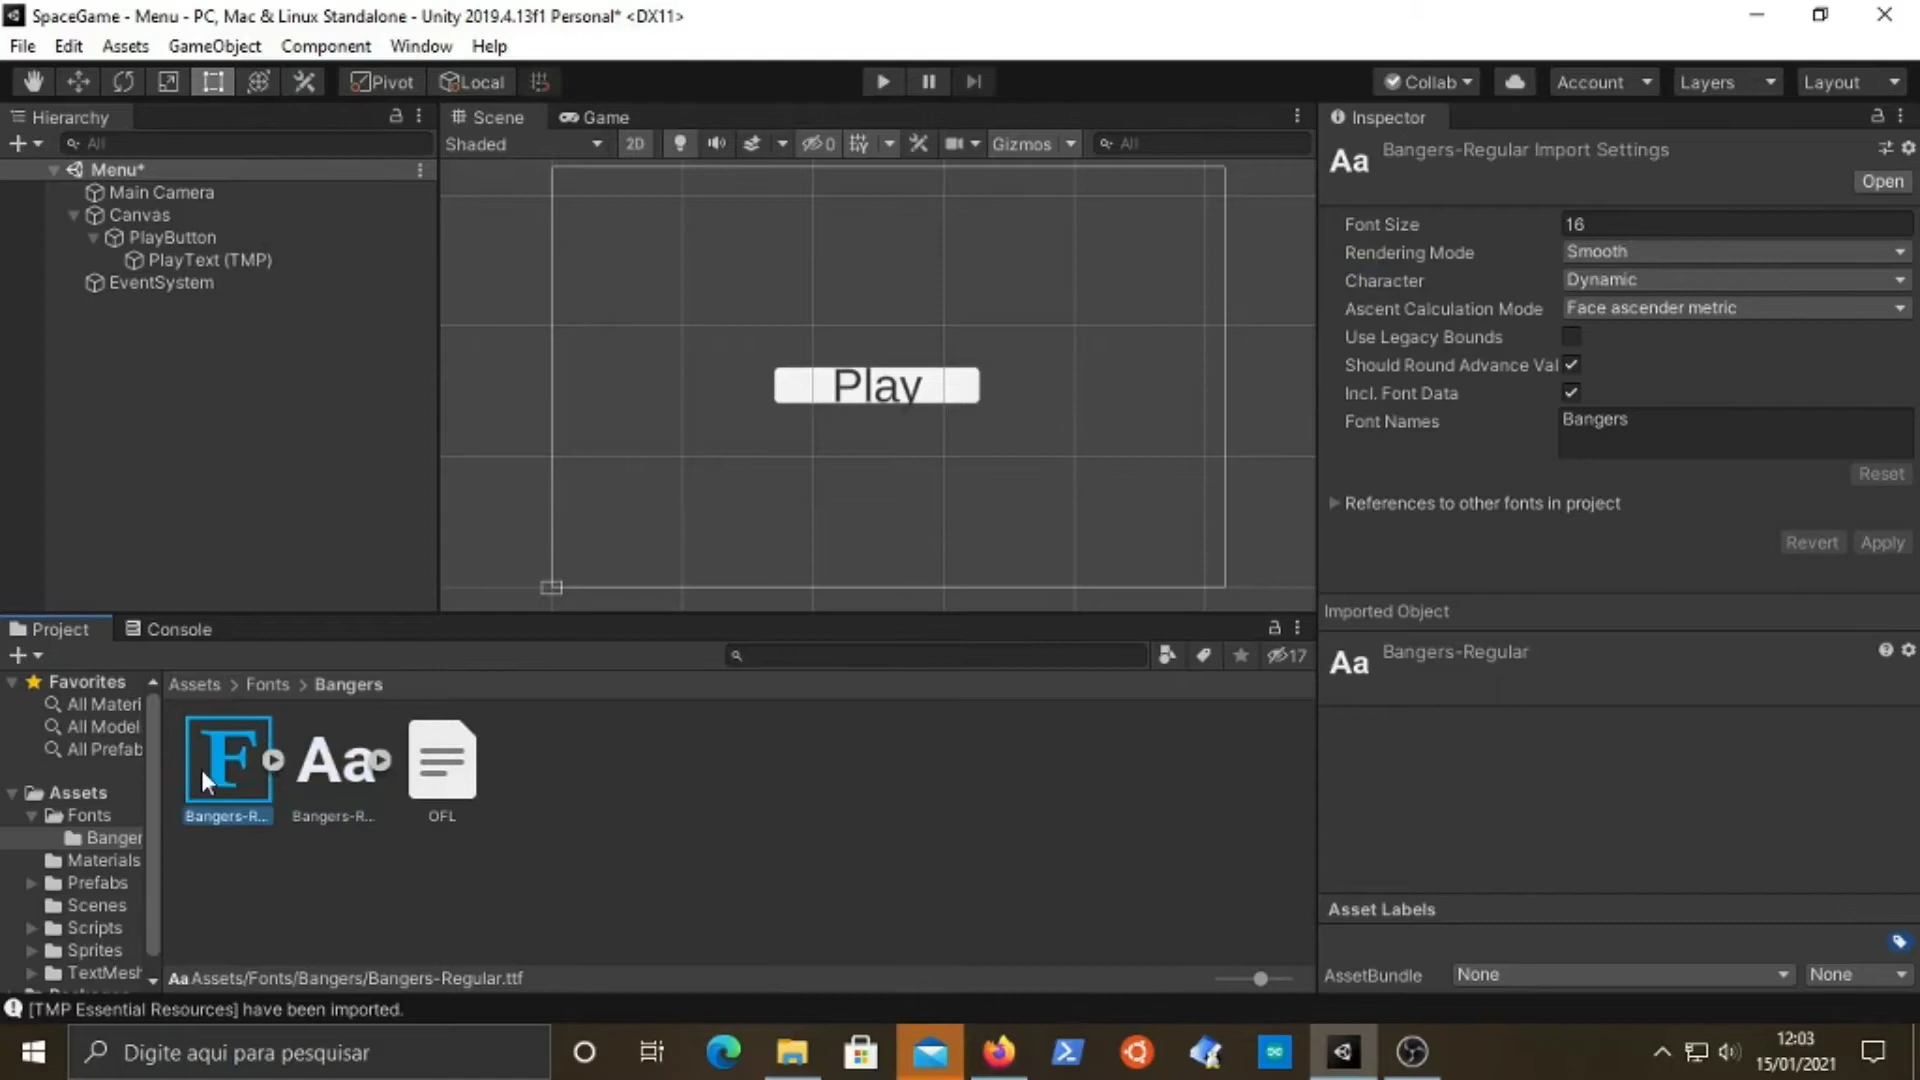 SpaceGame - Menu - PC, Mac & Linux Standalone - Unity 2019.4.13f1 Personal* <DX11>
File Edit Assets GameObject Component Window Help
Pivot Local Collab Account Layers Layout
Hierarchy
All
Menu*
Main Camera
Canvas
PlayButton
PlayText (TMP)
EventSystem
Scene Game
Shaded 2D 0 Gizmos All
Play
Inspector
Aa Bangers-Regular Import Settings
Open
Font Size 16
Rendering Mode Smooth
Character Dynamic
Ascent Calculation Mode Face ascender metric
Use Legacy Bounds
Should Round Advance Val
Incl. Font Data
Font Names Bangers
Reset
References to other fonts in project
Revert Apply
Imported Object
Aa Bangers-Regular
Asset Labels
AssetBundle None None
Project Console
17
Favorites
All Materi
All Model
All Prefab
Assets
Fonts
Banger
Materials
Prefabs
Scenes
Scripts
Sprites
TextMesh
Assets > Fonts > Bangers
F Aa
Bangers-R... Bangers-R... OFL
Aa Assets/Fonts/Bangers/Bangers-Regular.ttf
[TMP Essential Resources] have been imported.
Digite aqui para pesquisar
12:03
15/01/2021